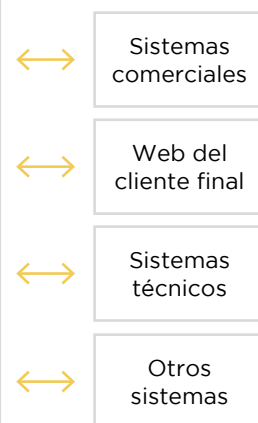 Sistemas
comerciales
Web del
cliente final
Sistemas
técnicos
Otros
sistemas